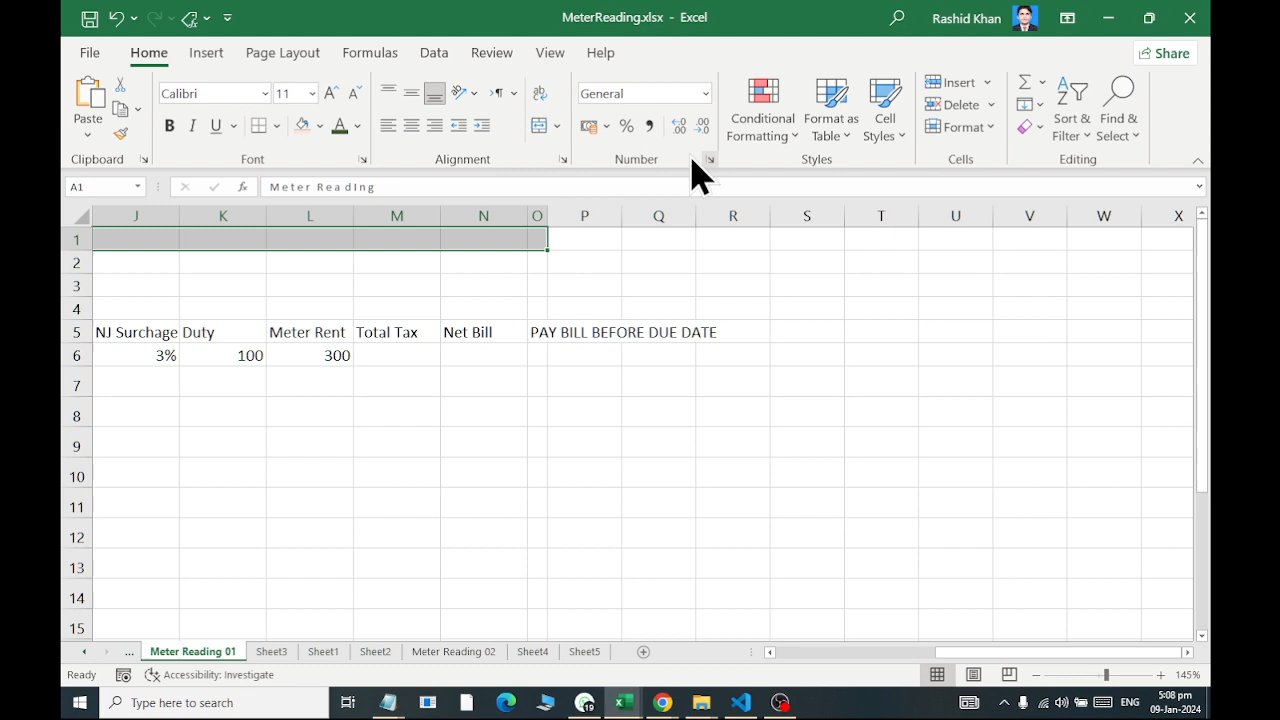 MeterReading.xlsx - Excel
Rashid Khan
File Home Insert Page Layout Formulas Data Review View Help
Share
Paste
Clipboard
Calibri 11
B I U
Font
Alignment
General
Number
Conditional Formatting
Format as Table
Cell Styles
Styles
Insert
Delete
Format
Cells
Sort & Filter
Find & Select
Editing
A1 fx Meter Reading
J K L M N O P Q R S T U V W X
1
2
3
4
5 NJ Surchage Duty Meter Rent Total Tax Net Bill PAY BILL BEFORE DUE DATE
6 3% 100 300
7
8
9
10
11
12
13
14
15
... Meter Reading 01 Sheet3 Sheet1 Sheet2 Meter Reading 02 Sheet4 Sheet5
Ready Accessibility: Investigate 145%
Type here to search 19 ENG 5:08 pm
09-Jan-2024